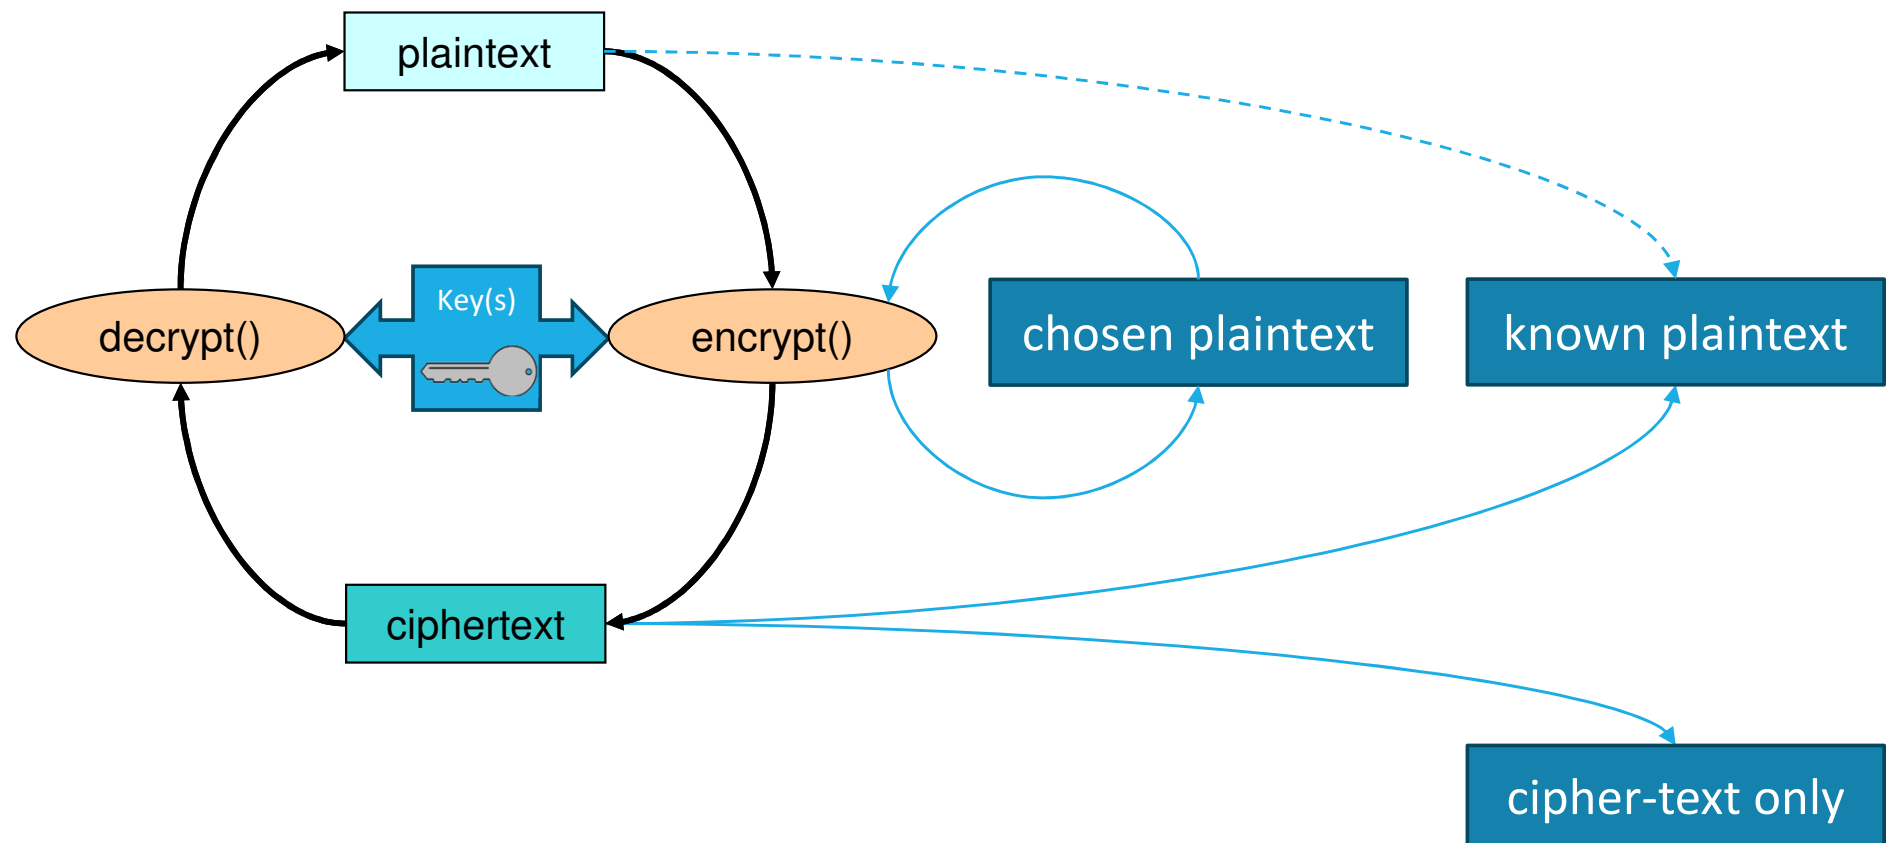 plaintext
Key(s)
decrypt()
encrypt()
chosen plaintext
known plaintext
ciphertext
cipher-text only